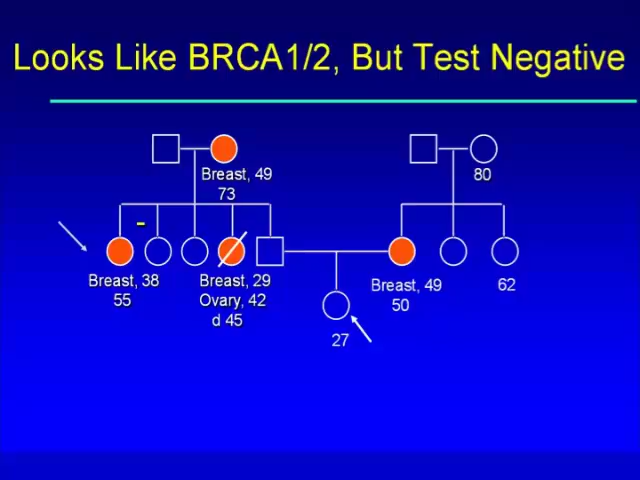 Looks Like BRCA1/2, But Test Negative
Breast, 49
73
80
-
Breast, 38
55
Breast, 29
Ovary, 42
d 45
Breast, 49
50
62
27